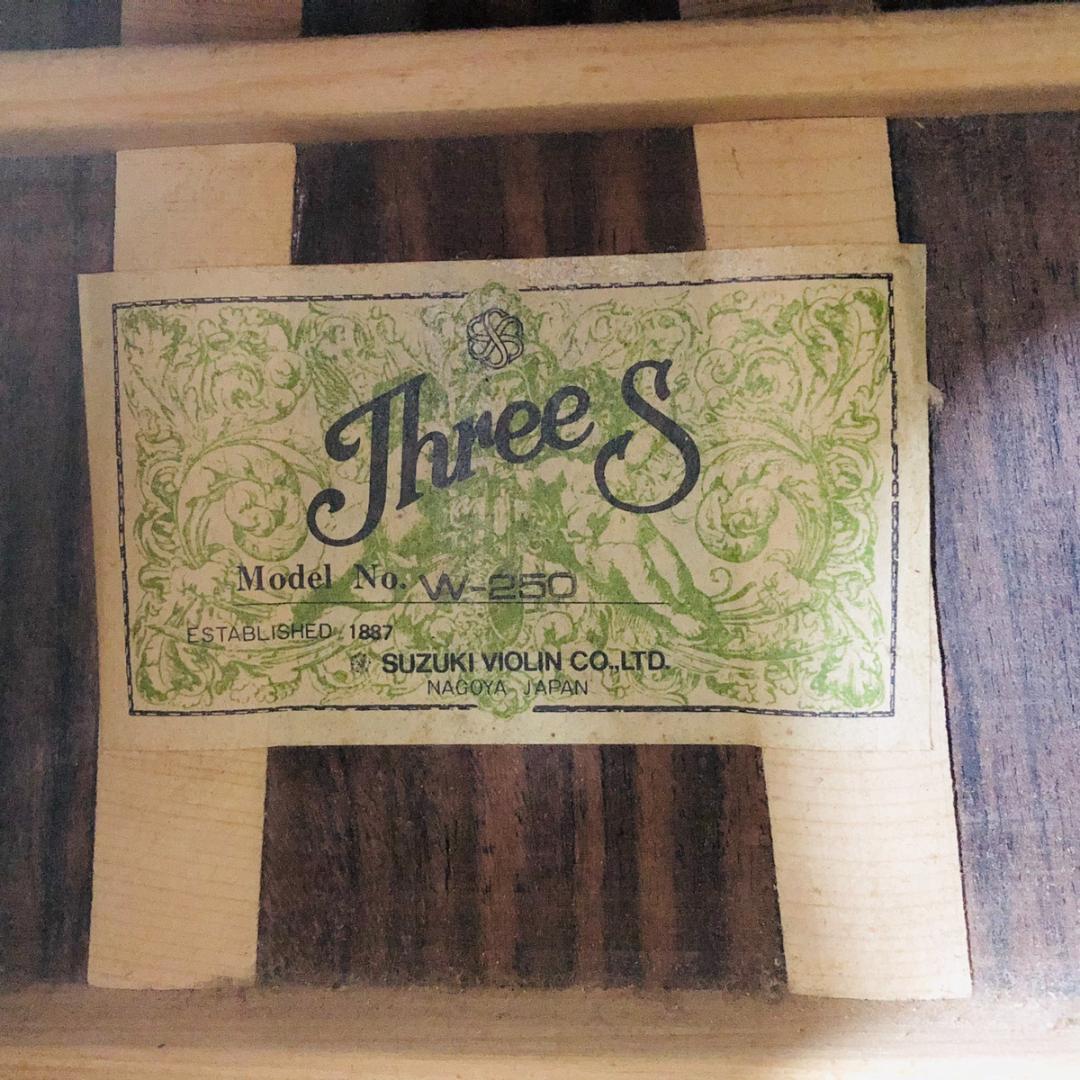 Three S
Model No. W-250
ESTABLISHED 1887
SUZUKI VIOLIN CO.,LTD.
NAGOYA JAPAN